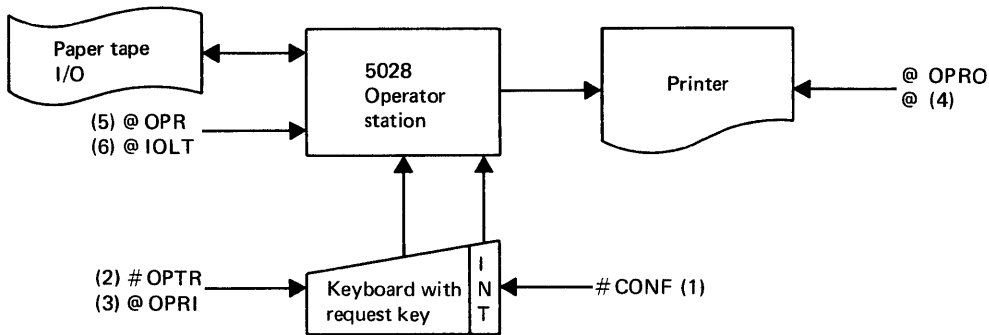 Paper tape
I/O
5028
Operator
station
Printer
@ OPRO
@ (4)
(5) @ OPR
(6) @ IOLT
(2) # OPTR
(3) @ OPRI
Keyboard with
request key
INT
# CONF (1)